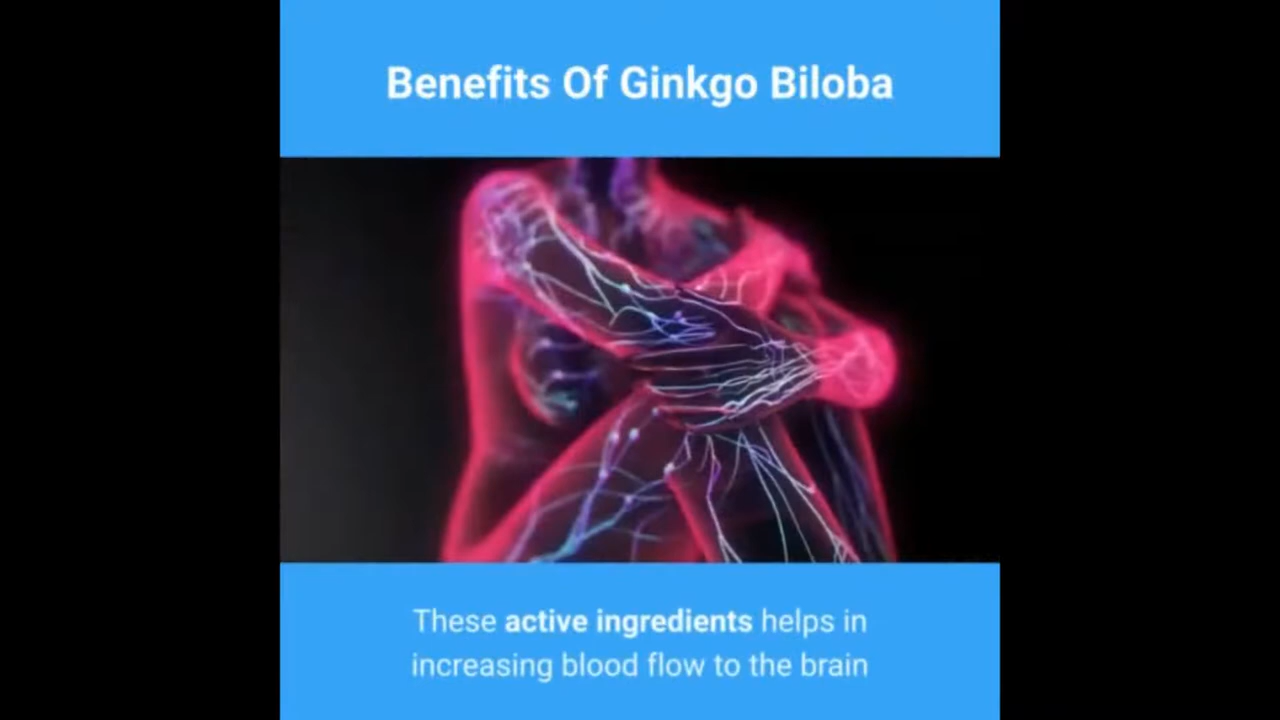 Benefits Of Ginkgo Biloba
These active ingredients helps in
increasing blood flow to the brain